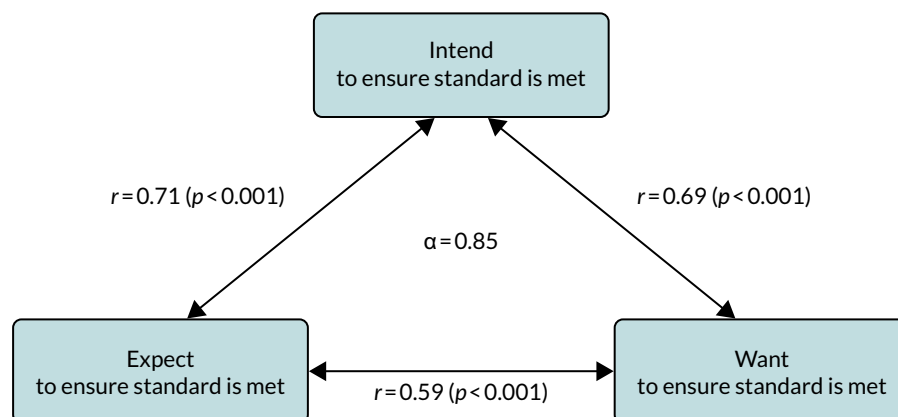 Intend
to ensure standard is met
r=0.71 (p<0.001)
r=0.69 (p<0.001)
α=0.85
Expect
to ensure standard is met
Want
to ensure standard is met
r=0.59 (p<0.001)